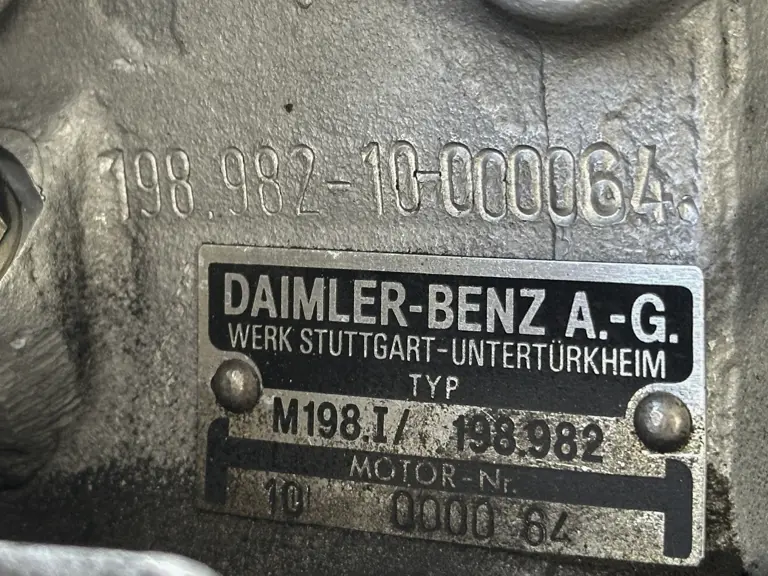 198.982-10-000064.
DAIMLER-BENZ A.-G.
WERK STUTTGART-UNTERTÜRKHEIM
TYP
M198.I/ 198.982
MOTOR-Nr.
10 0000 64